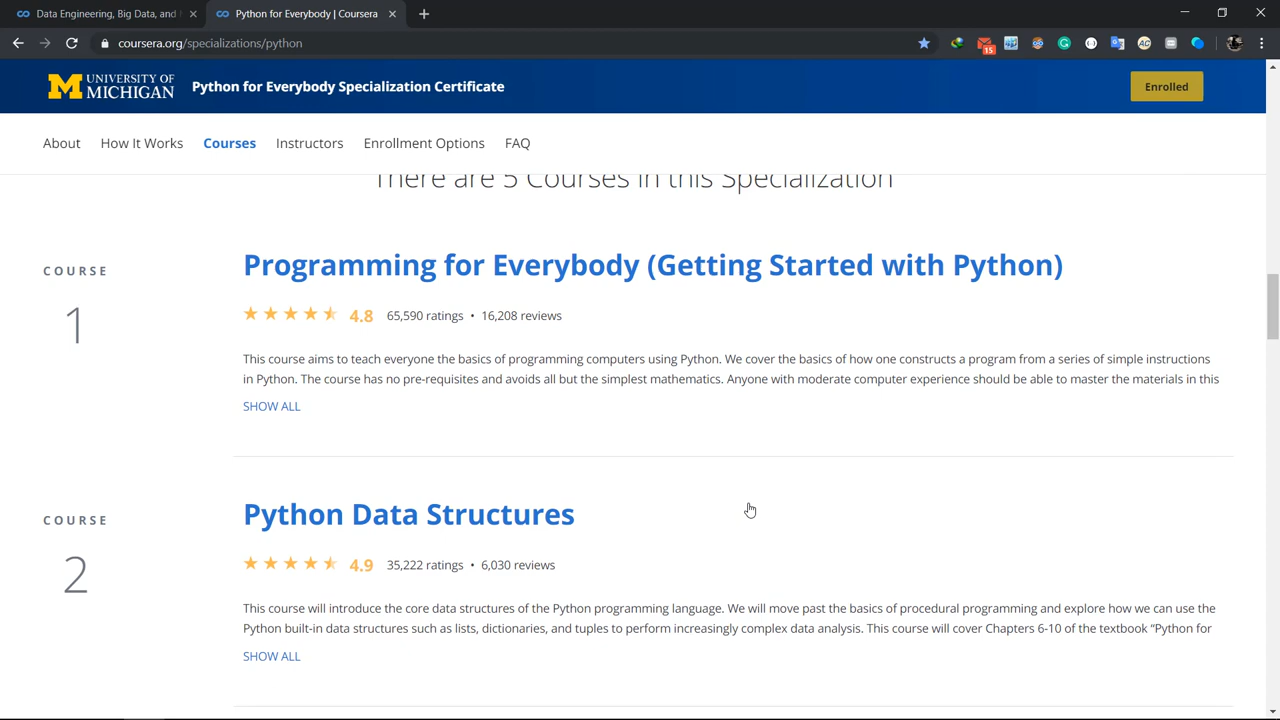 Data Engineering, Big Data, and
Python for Everybody | Coursera
coursera.org/specializations/python
15
AC
M UNIVERSITY OF MICHIGAN
Python for Everybody Specialization Certificate
Enrolled
About
How It Works
Courses
Instructors
Enrollment Options
FAQ
There are 5 Courses in this Specialization
COURSE
1
Programming for Everybody (Getting Started with Python)
4.8 65,590 ratings • 16,208 reviews
This course aims to teach everyone the basics of programming computers using Python. We cover the basics of how one constructs a program from a series of simple instructions
in Python. The course has no pre-requisites and avoids all but the simplest mathematics. Anyone with moderate computer experience should be able to master the materials in this
SHOW ALL
COURSE
2
Python Data Structures
4.9 35,222 ratings • 6,030 reviews
This course will introduce the core data structures of the Python programming language. We will move past the basics of procedural programming and explore how we can use the
Python built-in data structures such as lists, dictionaries, and tuples to perform increasingly complex data analysis. This course will cover Chapters 6-10 of the textbook “Python for
SHOW ALL